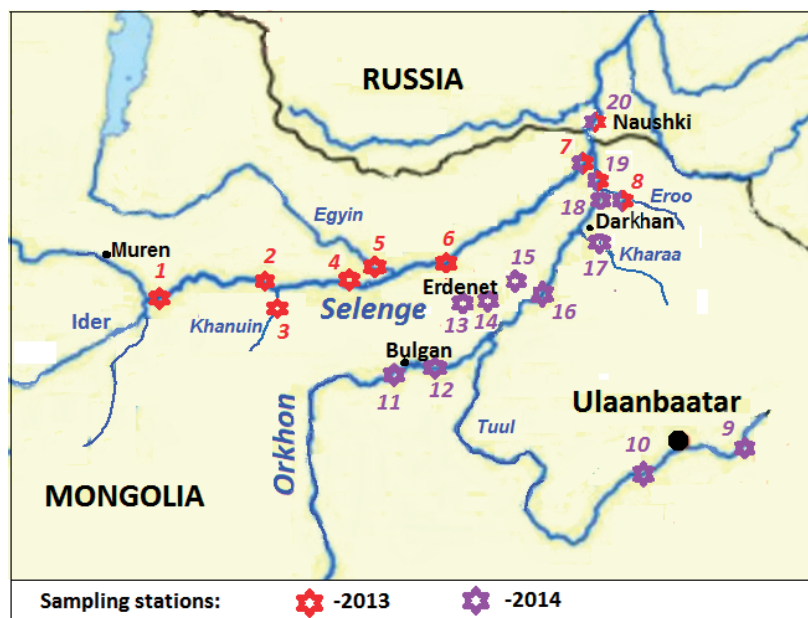 RUSSIA
20
Naushki
7
19
8
Eroo
18
Darkhan
Kharaa
17
Egyin
Muren
1
2
4
5
6
15
Erdenet
13
14
16
Ider
Khanuin
3
Selenge
Bulgan
11
12
Orkhon
Tuul
Ulaanbaatar
9
10
MONGOLIA
Sampling stations: -2013 -2014